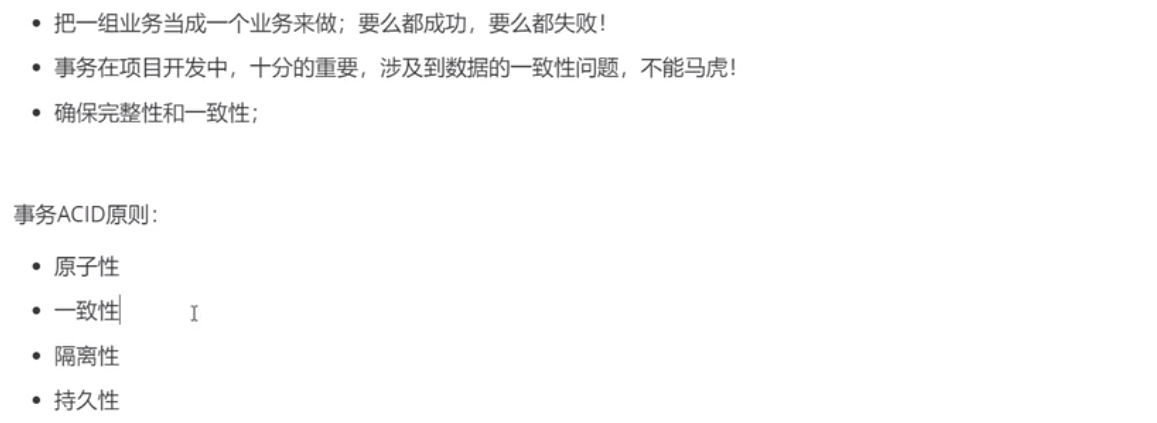 把一组业务当成一个业务来做；要么都成功，要么都失败！
事务在项目开发中，十分的重要，涉及到数据的一致性问题，不能马虎！
确保完整性和一致性；
事务ACID原则：
原子性
一致性
隔离性
持久性